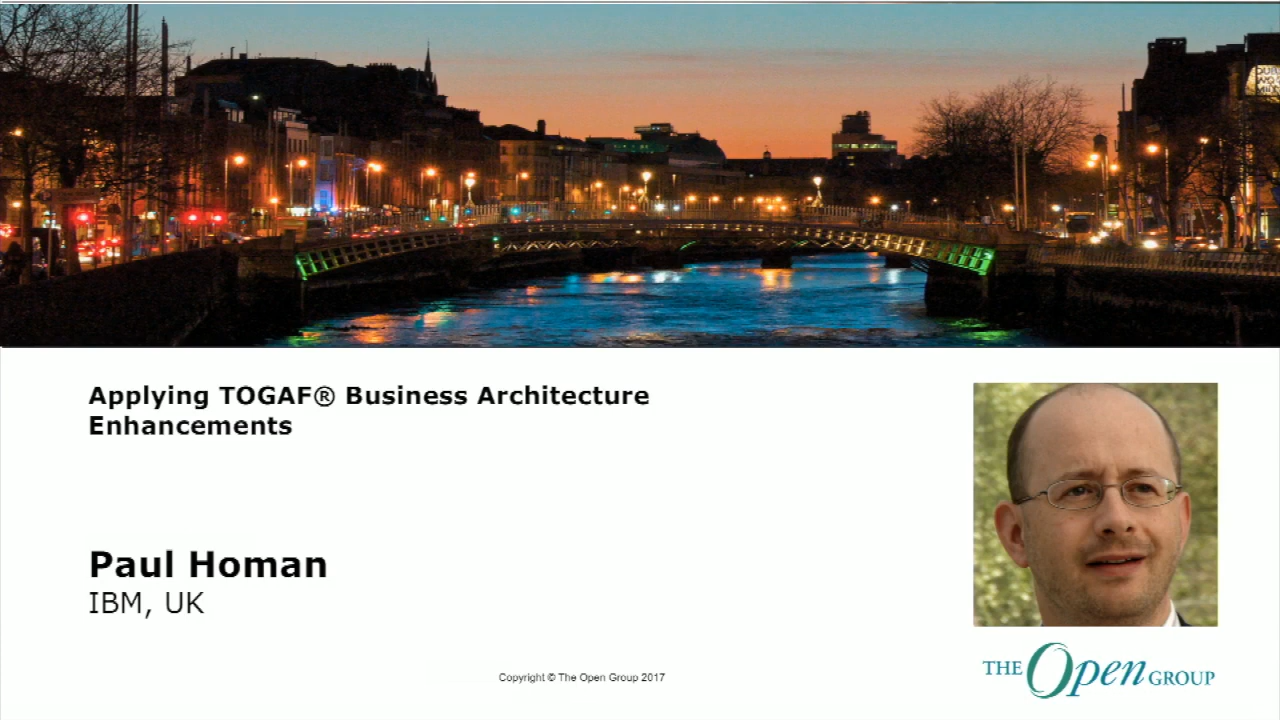 Applying TOGAF® Business Architecture
Enhancements
Paul Homan
IBM, UK
Copyright © The Open Group 2017
THE Open GROUP